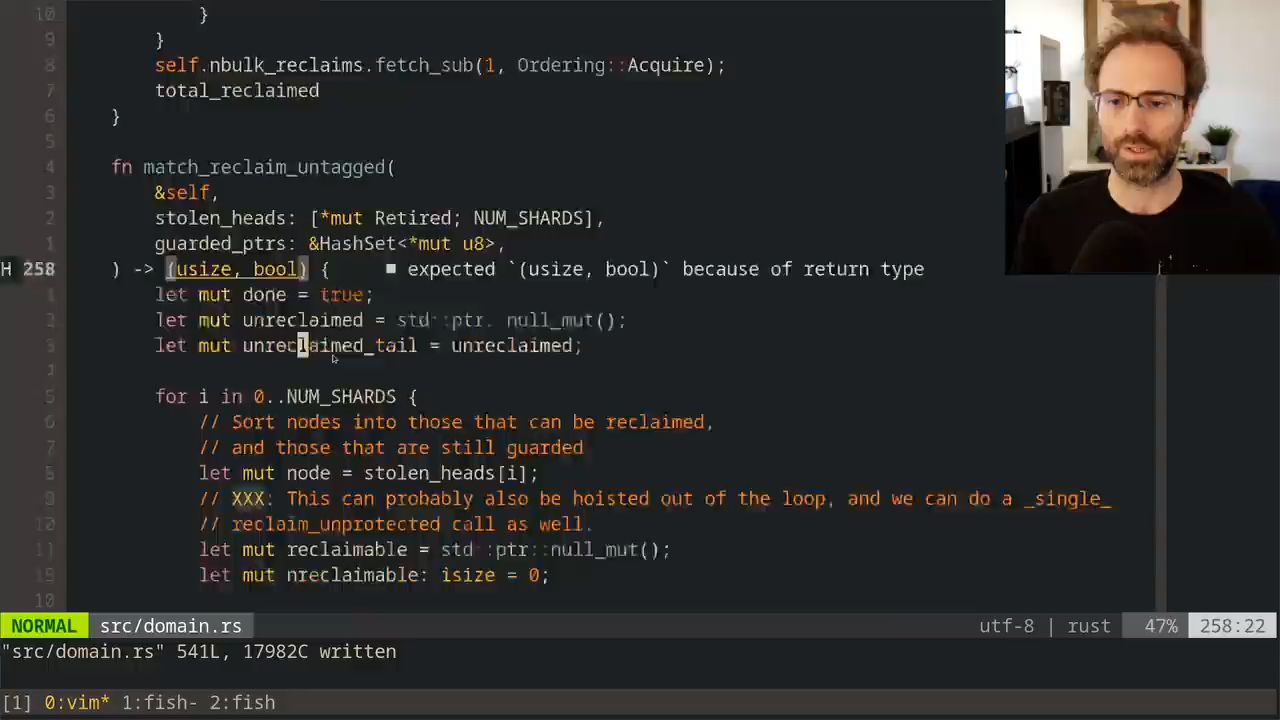 10 }
9 }
8 self.nbulk_reclaims.fetch_sub(1, Ordering::Acquire);
7 total_reclaimed
6 }
5
4 fn match_reclaim_untagged(
3 &self,
2 stolen_heads: [*mut Retired; NUM_SHARDS],
1 guarded_ptrs: &HashSet<*mut u8>,
H 258 ) -> (usize, bool) { ■ expected `(usize, bool)` because of return type
1 let mut done = true;
2 let mut unreclaimed = std::ptr::null_mut();
3 let mut unreclaimed_tail = unreclaimed;
5 for i in 0..NUM_SHARDS {
6 // Sort nodes into those that can be reclaimed,
7 // and those that are still guarded
let mut node = stolen_heads[i];
// XXX: This can probably also be hoisted out of the loop, and we can do a _single_
10 // reclaim_unprotected call as well.
11 let mut reclaimable = std::ptr::null_mut();
let mut nreclaimable: isize = 0;
10
NORMAL src/domain.rs utf-8 | rust 47% 258:22
"src/domain.rs" 541L, 17982C written
[1] 0:vim* 1:fish- 2:fish